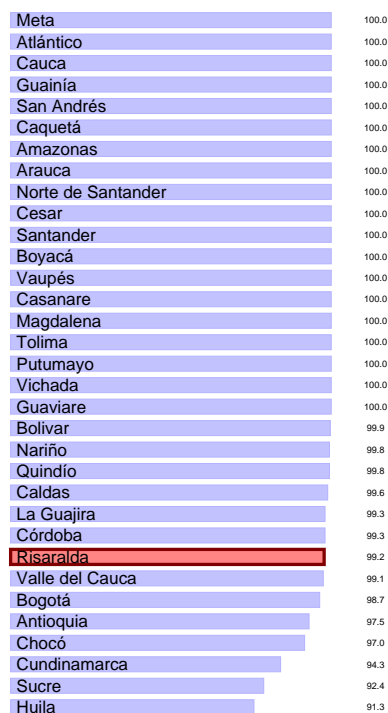 Meta 100.0
Atlántico 100.0
Cauca 100.0
Guainía 100.0
San Andrés 100.0
Caquetá 100.0
Amazonas 100.0
Arauca 100.0
Norte de Santander 100.0
Cesar 100.0
Santander 100.0
Boyacá 100.0
Vaupés 100.0
Casanare 100.0
Magdalena 100.0
Tolima 100.0
Putumayo 100.0
Vichada 100.0
Guaviare 100.0
Bolivar 99.9
Nariño 99.8
Quindío 99.8
Caldas 99.6
La Guajira 99.3
Córdoba 99.3
Risaralda 99.2
Valle del Cauca 99.1
Bogotá 98.7
Antioquia 97.5
Chocó 97.0
Cundinamarca 94.3
Sucre 92.4
Huila 91.3